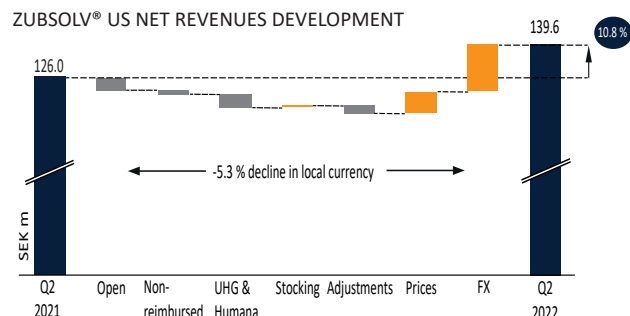 ZUBSOLV® US NET REVENUES DEVELOPMENT
139.6
10.8 %
126.0
-5.3 % decline in local currency
SEK m
Q2 Open Non- UHG & Stocking Adjustments Prices FX Q2
2021 reimbursed Humana 2022